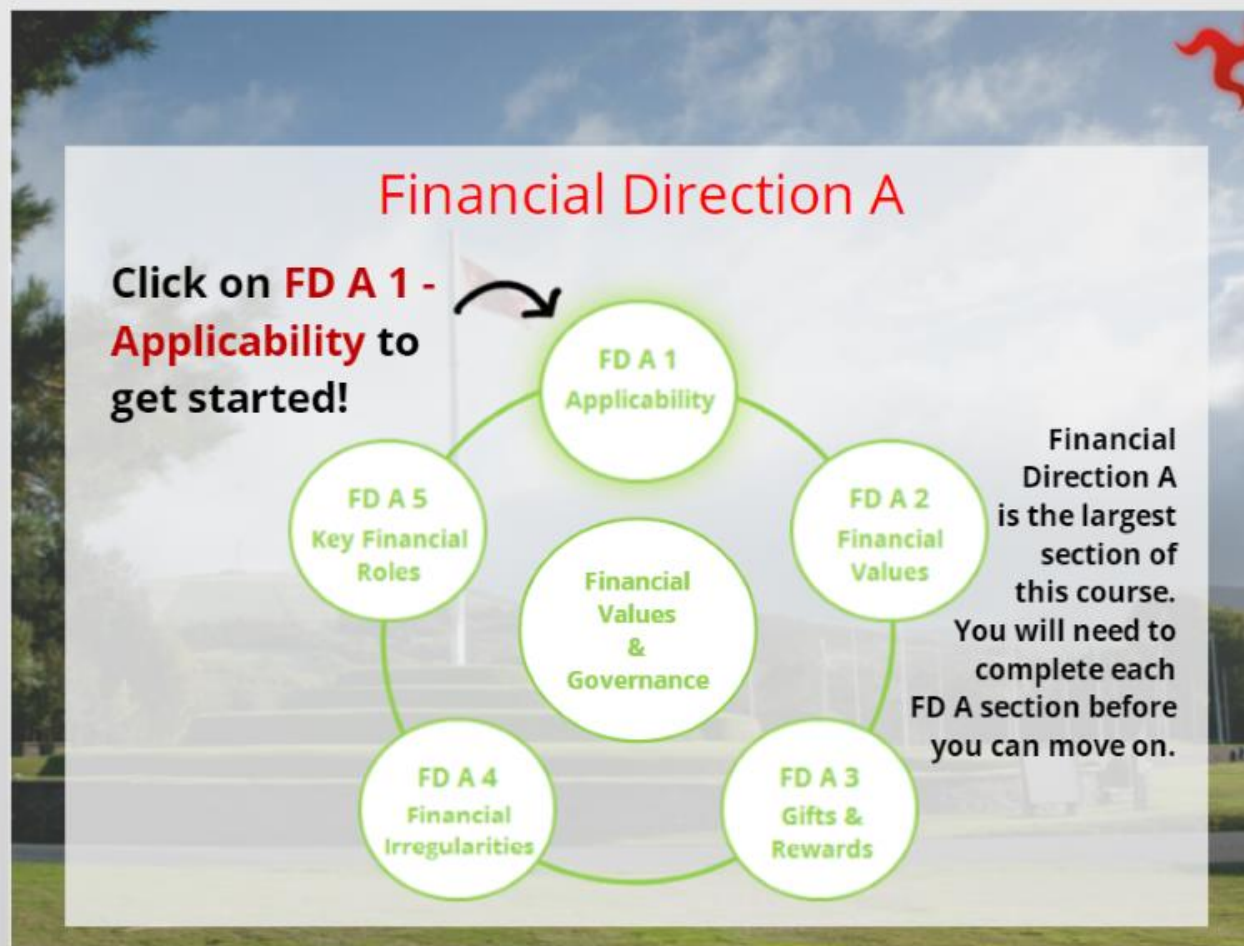 Financial Direction A
Click on FD A 1 -
Applicability to
get started!
FD A 1
Applicability
FD A 2
Financial
Values
FD A 3
Gifts &
Rewards
FD A 4
Financial
Irregularities
FD A 5
Key Financial
Roles
Financial
Values
&
Governance
Financial
Direction A
is the largest
section of
this course.
You will need to
complete each
FD A section before
you can move on.